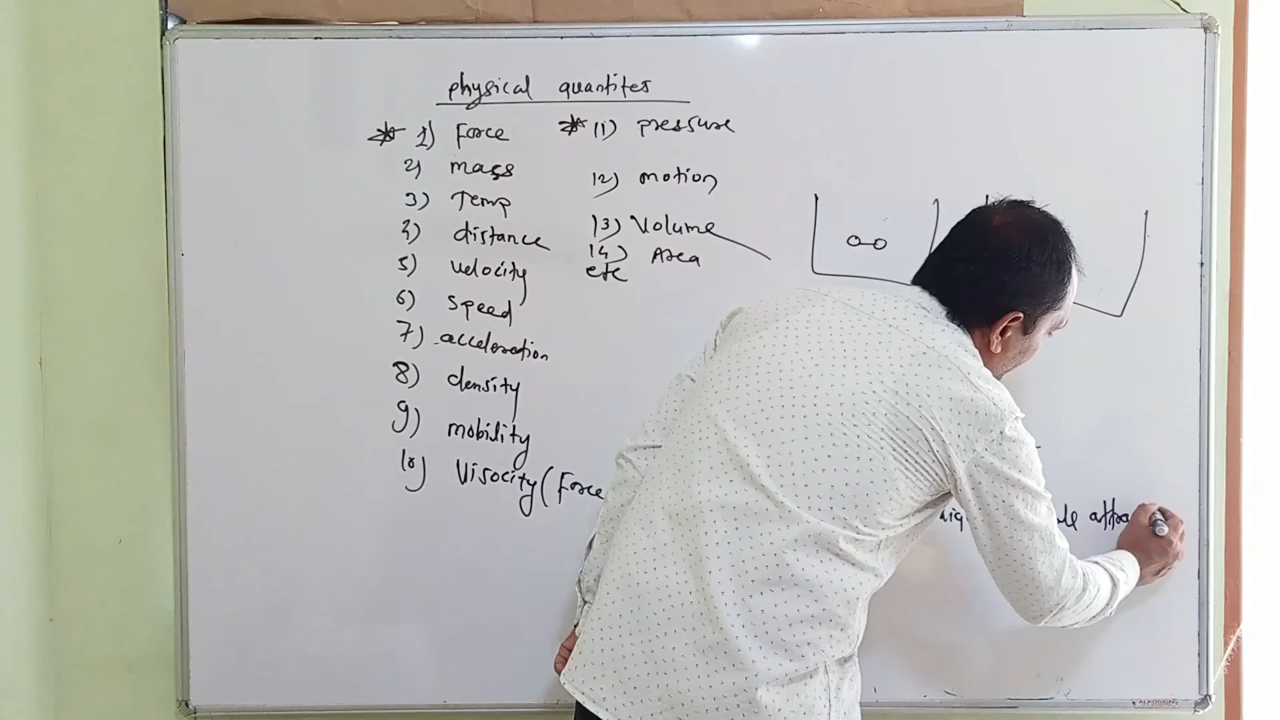 physical quantites
1) Force
2) mass
3) Temp
4) distance
5) velocity
6) speed
7) acceleration
8) density
9) mobility
10) Visocity (Force
11) pressure
12) motion
13) Volume
14) Area
etc